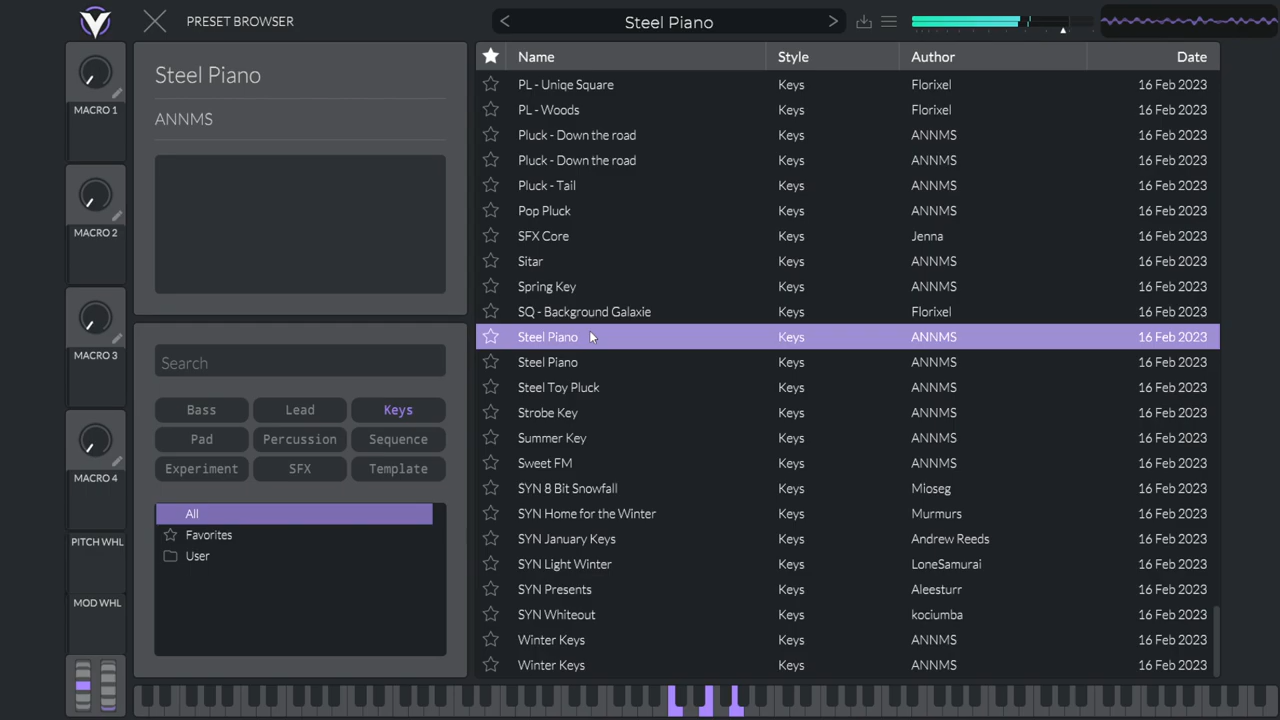 PRESET BROWSER
Steel Piano
MACRO 1
MACRO 2
MACRO 3
MACRO 4
PITCH WHL
MOD WHL
Steel Piano
ANNMS
Search
Bass Lead Keys
Pad Percussion Sequence
Experiment SFX Template
All
Favorites
User
Name Style Author Date
PL - Uniqe Square Keys Florixel 16 Feb 2023
PL - Woods Keys Florixel 16 Feb 2023
Pluck - Down the road Keys ANNMS 16 Feb 2023
Pluck - Down the road Keys ANNMS 16 Feb 2023
Pluck - Tail Keys ANNMS 16 Feb 2023
Pop Pluck Keys ANNMS 16 Feb 2023
SFX Core Keys Jenna 16 Feb 2023
Sitar Keys ANNMS 16 Feb 2023
Spring Key Keys ANNMS 16 Feb 2023
SQ - Background Galaxie Keys Florixel 16 Feb 2023
Steel Piano Keys ANNMS 16 Feb 2023
Steel Piano Keys ANNMS 16 Feb 2023
Steel Toy Pluck Keys ANNMS 16 Feb 2023
Strobe Key Keys ANNMS 16 Feb 2023
Summer Key Keys ANNMS 16 Feb 2023
Sweet FM Keys ANNMS 16 Feb 2023
SYN 8 Bit Snowfall Keys Mioseg 16 Feb 2023
SYN Home for the Winter Keys Murmurs 16 Feb 2023
SYN January Keys Keys Andrew Reeds 16 Feb 2023
SYN Light Winter Keys LoneSamurai 16 Feb 2023
SYN Presents Keys Aleesturr 16 Feb 2023
SYN Whiteout Keys kociumba 16 Feb 2023
Winter Keys Keys ANNMS 16 Feb 2023
Winter Keys Keys ANNMS 16 Feb 2023